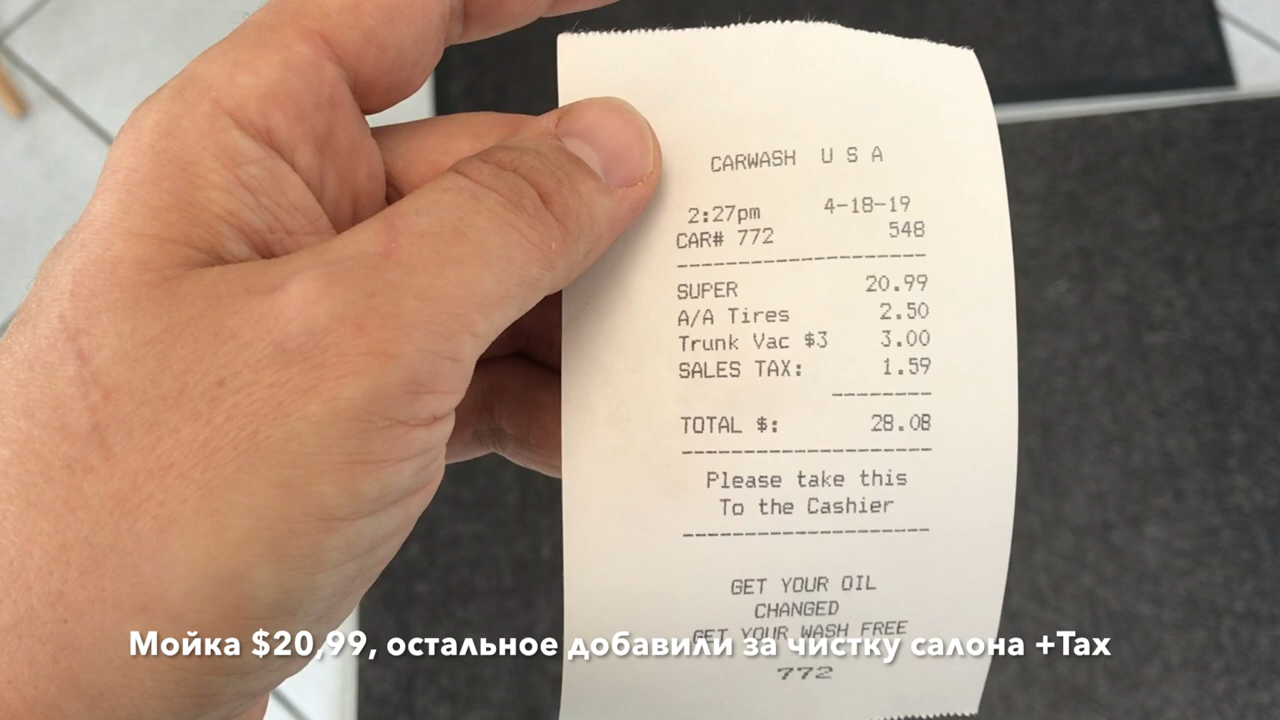 CARWASH U S A
2:27pm 4-18-19
CAR# 772 548
SUPER 20.99
A/A Tires 2.50
Trunk Vac $3 3.00
SALES TAX: 1.59
TOTAL $: 28.08
Please take this
To the Cashier
GET YOUR OIL
CHANGED
GET YOUR WASH FREE
Мойка $20,99, остальное добавили за чистку салона +Tax
772